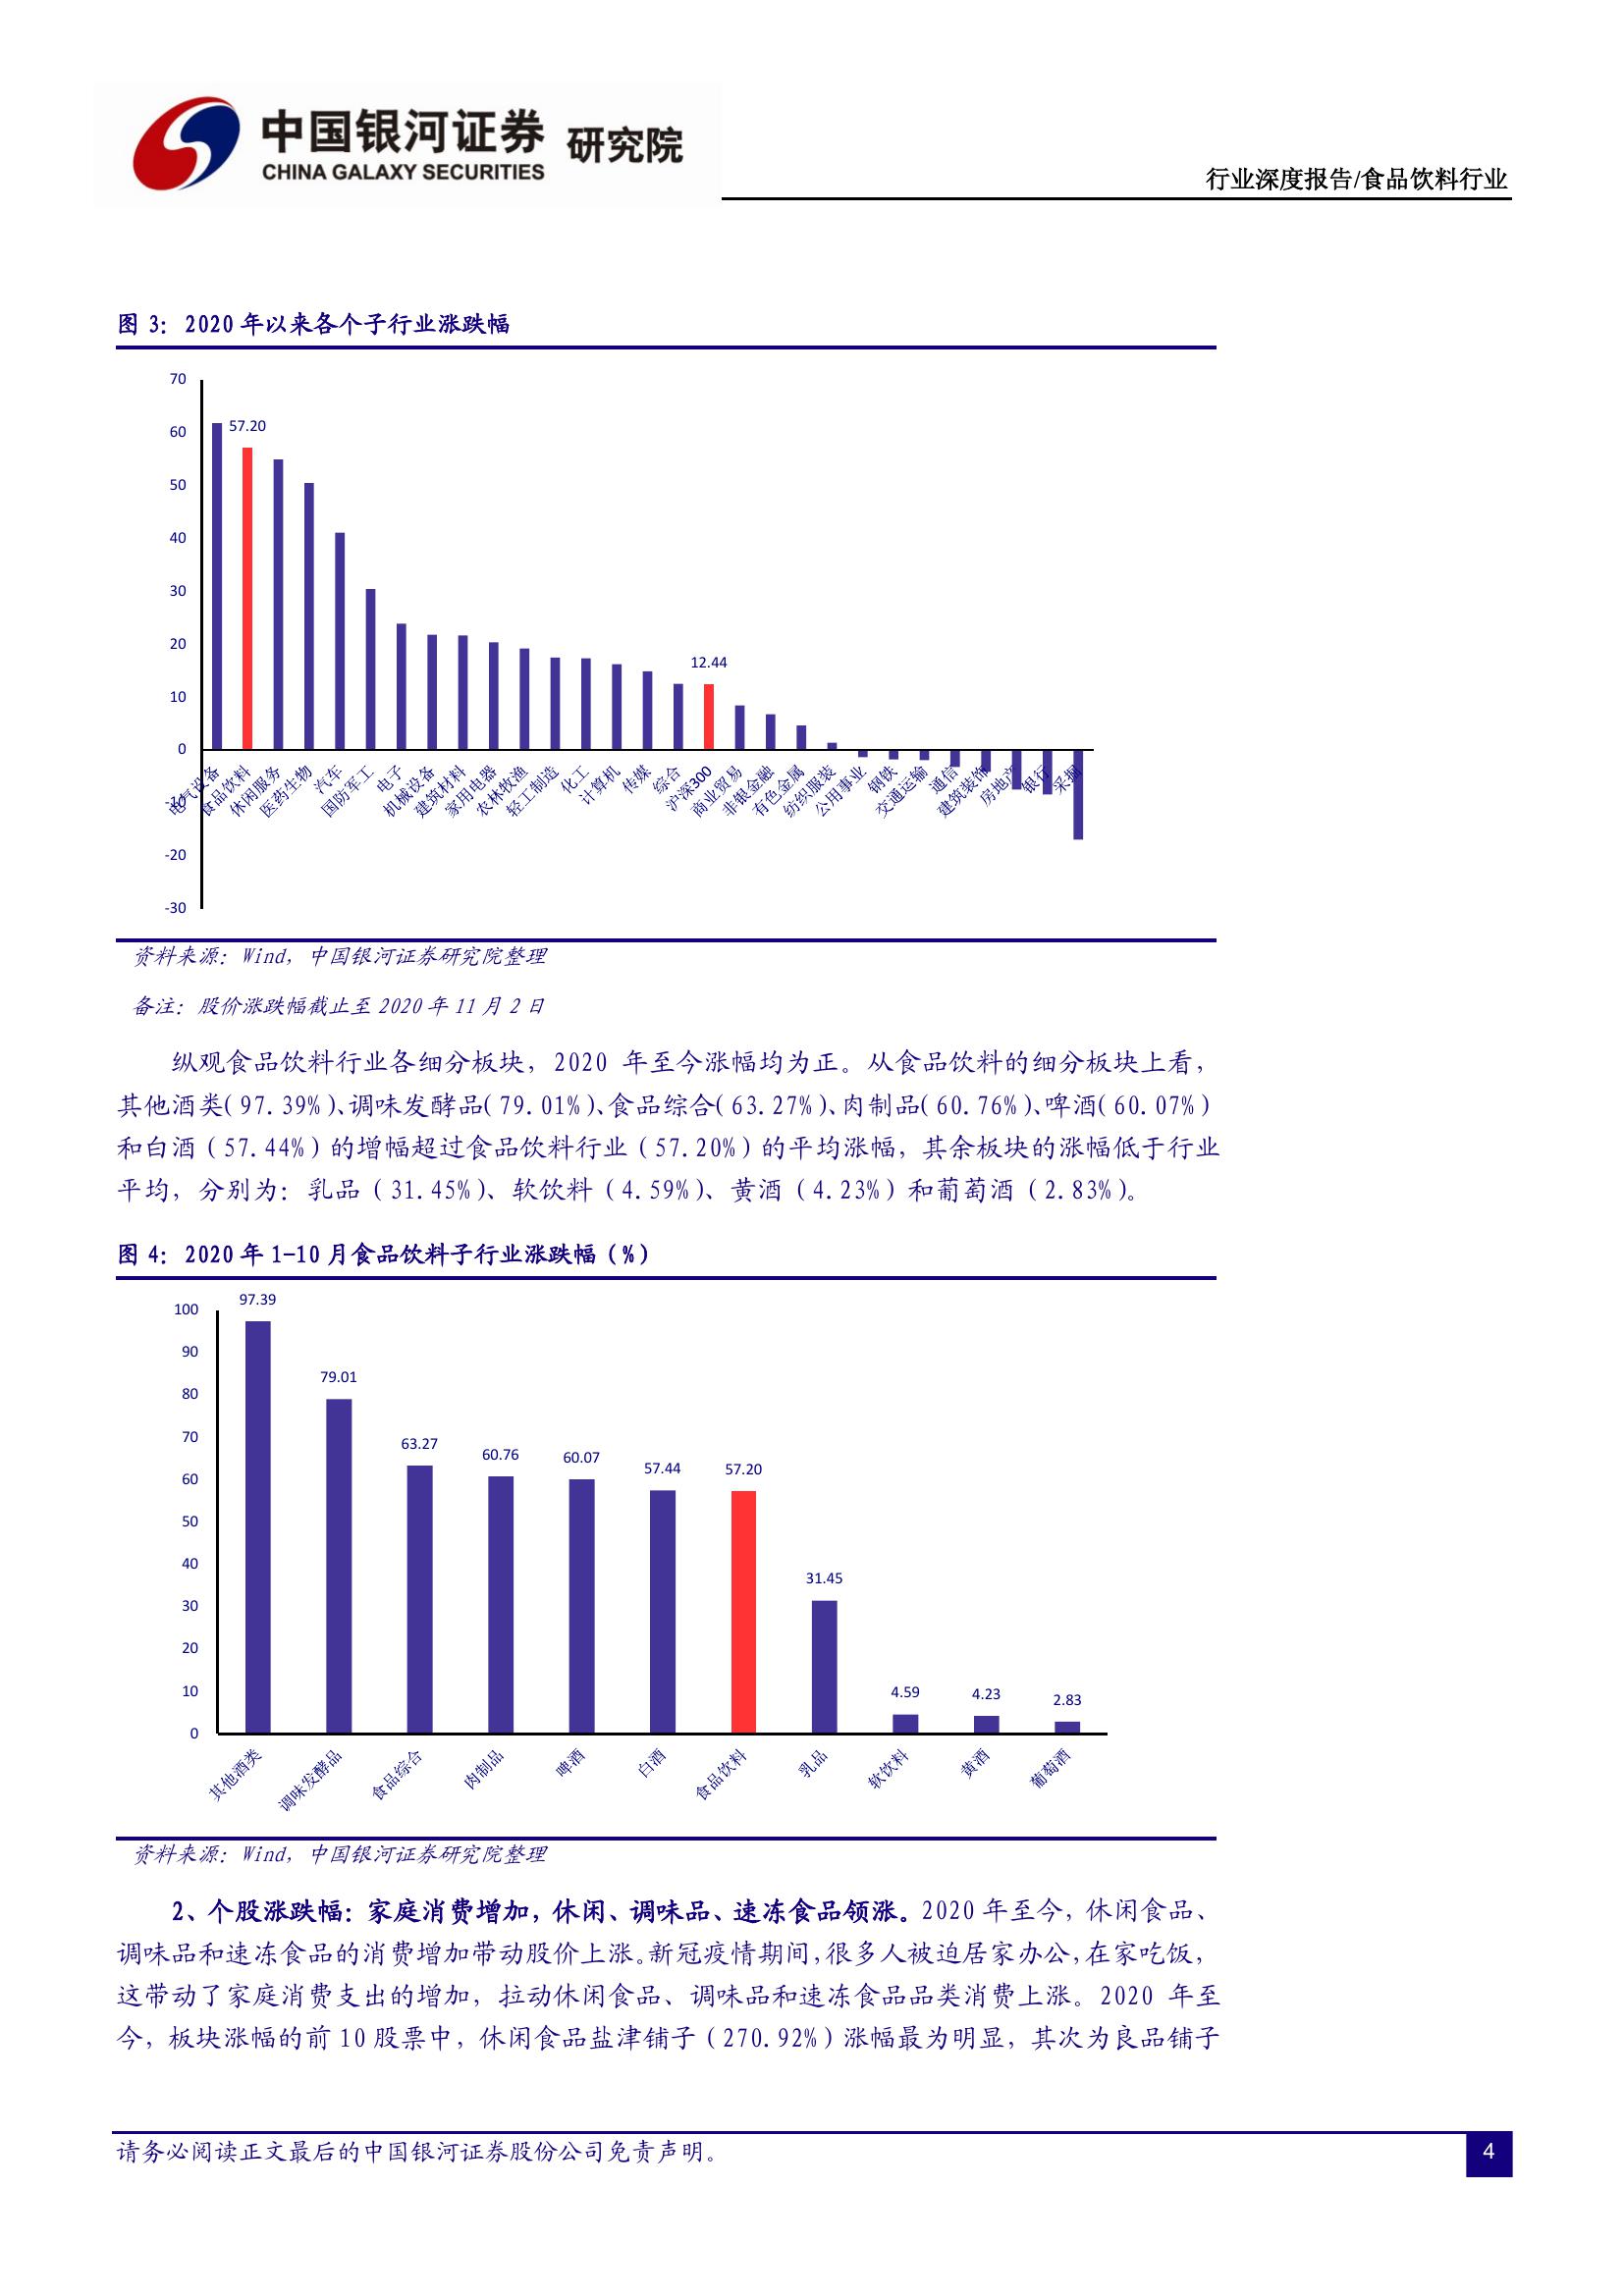 中国银河证券 研究院
CHINA GALAXY SECURITIES
行业深度报告/食品饮料行业
图 3: 2020 年以来各个子行业涨跌幅
70
60
50
40
30
20
10
0
-10
-20
-30
57.20
12.44
电气设备
食品饮料
休闲服务
医药生物
汽车
国防军工
电子
机械设备
建筑材料
家用电器
农林牧渔
轻工制造
化工
计算机
传媒
综合
沪深300
商业贸易
非银金融
有色金属
纺织服装
公用事业
钢铁
交通运输
通信
建筑装饰
房地产
银行
采掘
资料来源: Wind, 中国银河证券研究院整理
备注: 股价涨跌幅截止至 2020 年 11 月 2 日
纵观食品饮料行业各细分板块, 2020 年至今涨幅均为正。从食品饮料的细分板块上看,
其他酒类(97.39%)、调味发酵品(79.01%)、食品综合(63.27%)、肉制品(60.76%)、啤酒(60.07%)
和白酒(57.44%)的增幅超过食品饮料行业(57.20%)的平均涨幅, 其余板块的涨幅低于行业
平均, 分别为: 乳品(31.45%)、软饮料(4.59%)、黄酒(4.23%)和葡萄酒(2.83%)。
图 4: 2020 年 1-10 月食品饮料子行业涨跌幅(%)
100
90
80
70
60
50
40
30
20
10
0
97.39
79.01
63.27
60.76
60.07
57.44
57.20
31.45
4.59
4.23
2.83
其他酒类
调味发酵品
食品综合
肉制品
啤酒
白酒
食品饮料
乳品
软饮料
黄酒
葡萄酒
资料来源: Wind, 中国银河证券研究院整理
2、个股涨跌幅: 家庭消费增加, 休闲、调味品、速冻食品领涨。2020 年至今, 休闲食品、
调味品和速冻食品的消费增加带动股价上涨。新冠疫情期间, 很多人被迫居家办公, 在家吃饭,
这带动了家庭消费支出的增加, 拉动休闲食品、调味品和速冻食品品类消费上涨。2020 年至
今, 板块涨幅的前 10 股票中, 休闲食品盐津铺子(270.92%)涨幅最为明显, 其次为良品铺子
请务必阅读正文最后的中国银河证券股份公司免责声明。
4